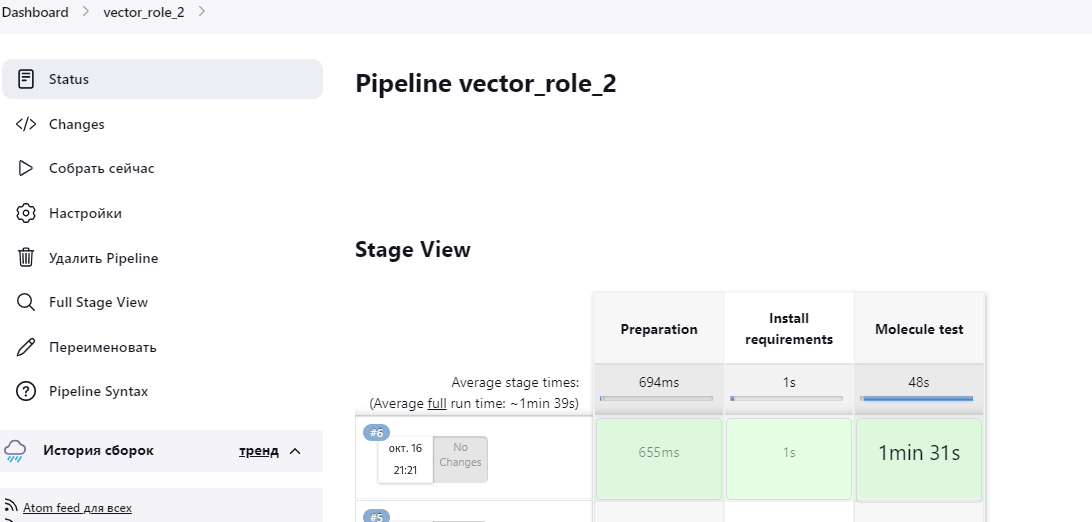 Dashboard > vector_role_2 >
Status
Changes
Собрать сейчас
Настройки
Удалить Pipeline
Full Stage View
Переименовать
Pipeline Syntax
История сборок тренд
Atom feed для всех
Pipeline vector_role_2
Stage View
Preparation
Install
requirements
Molecule test
Average stage times:
(Average full run time: ~1min 39s)
694ms
1s
48s
#6
окт. 16
21:21
No
Changes
655ms
1s
1min 31s
#5